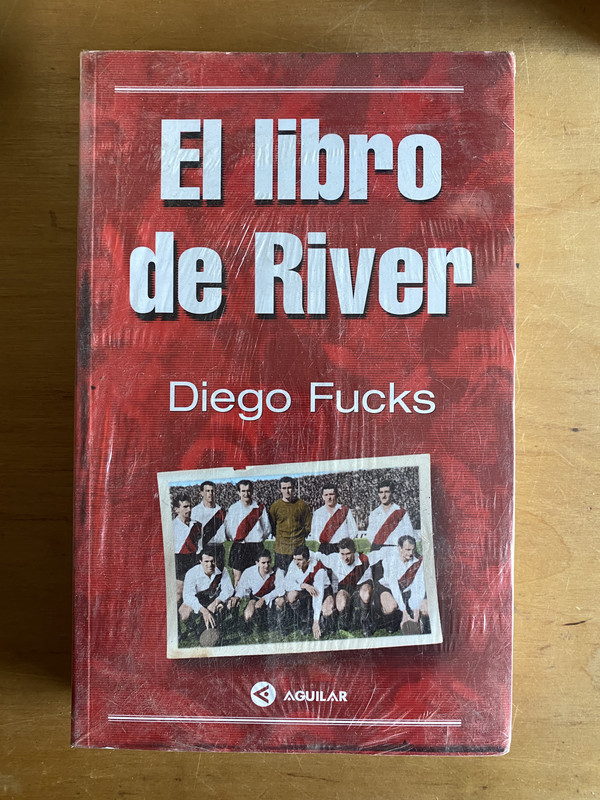 El libro
de River
Diego Fucks
AGUILAR